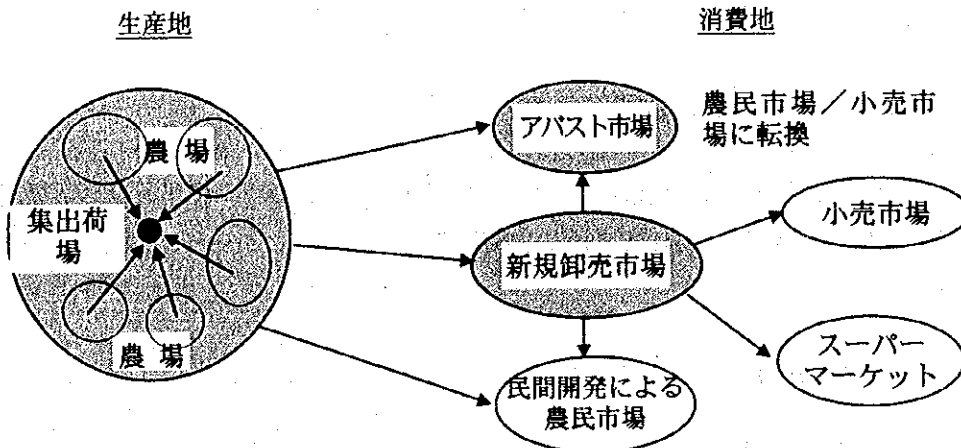 生産地
消費地
農民市場／小売市
場に転換
アバスト市場
農 場
集出荷
場
小売市場
新規卸売市場
農 場
民間開発による
農民市場
スーパー
マーケット